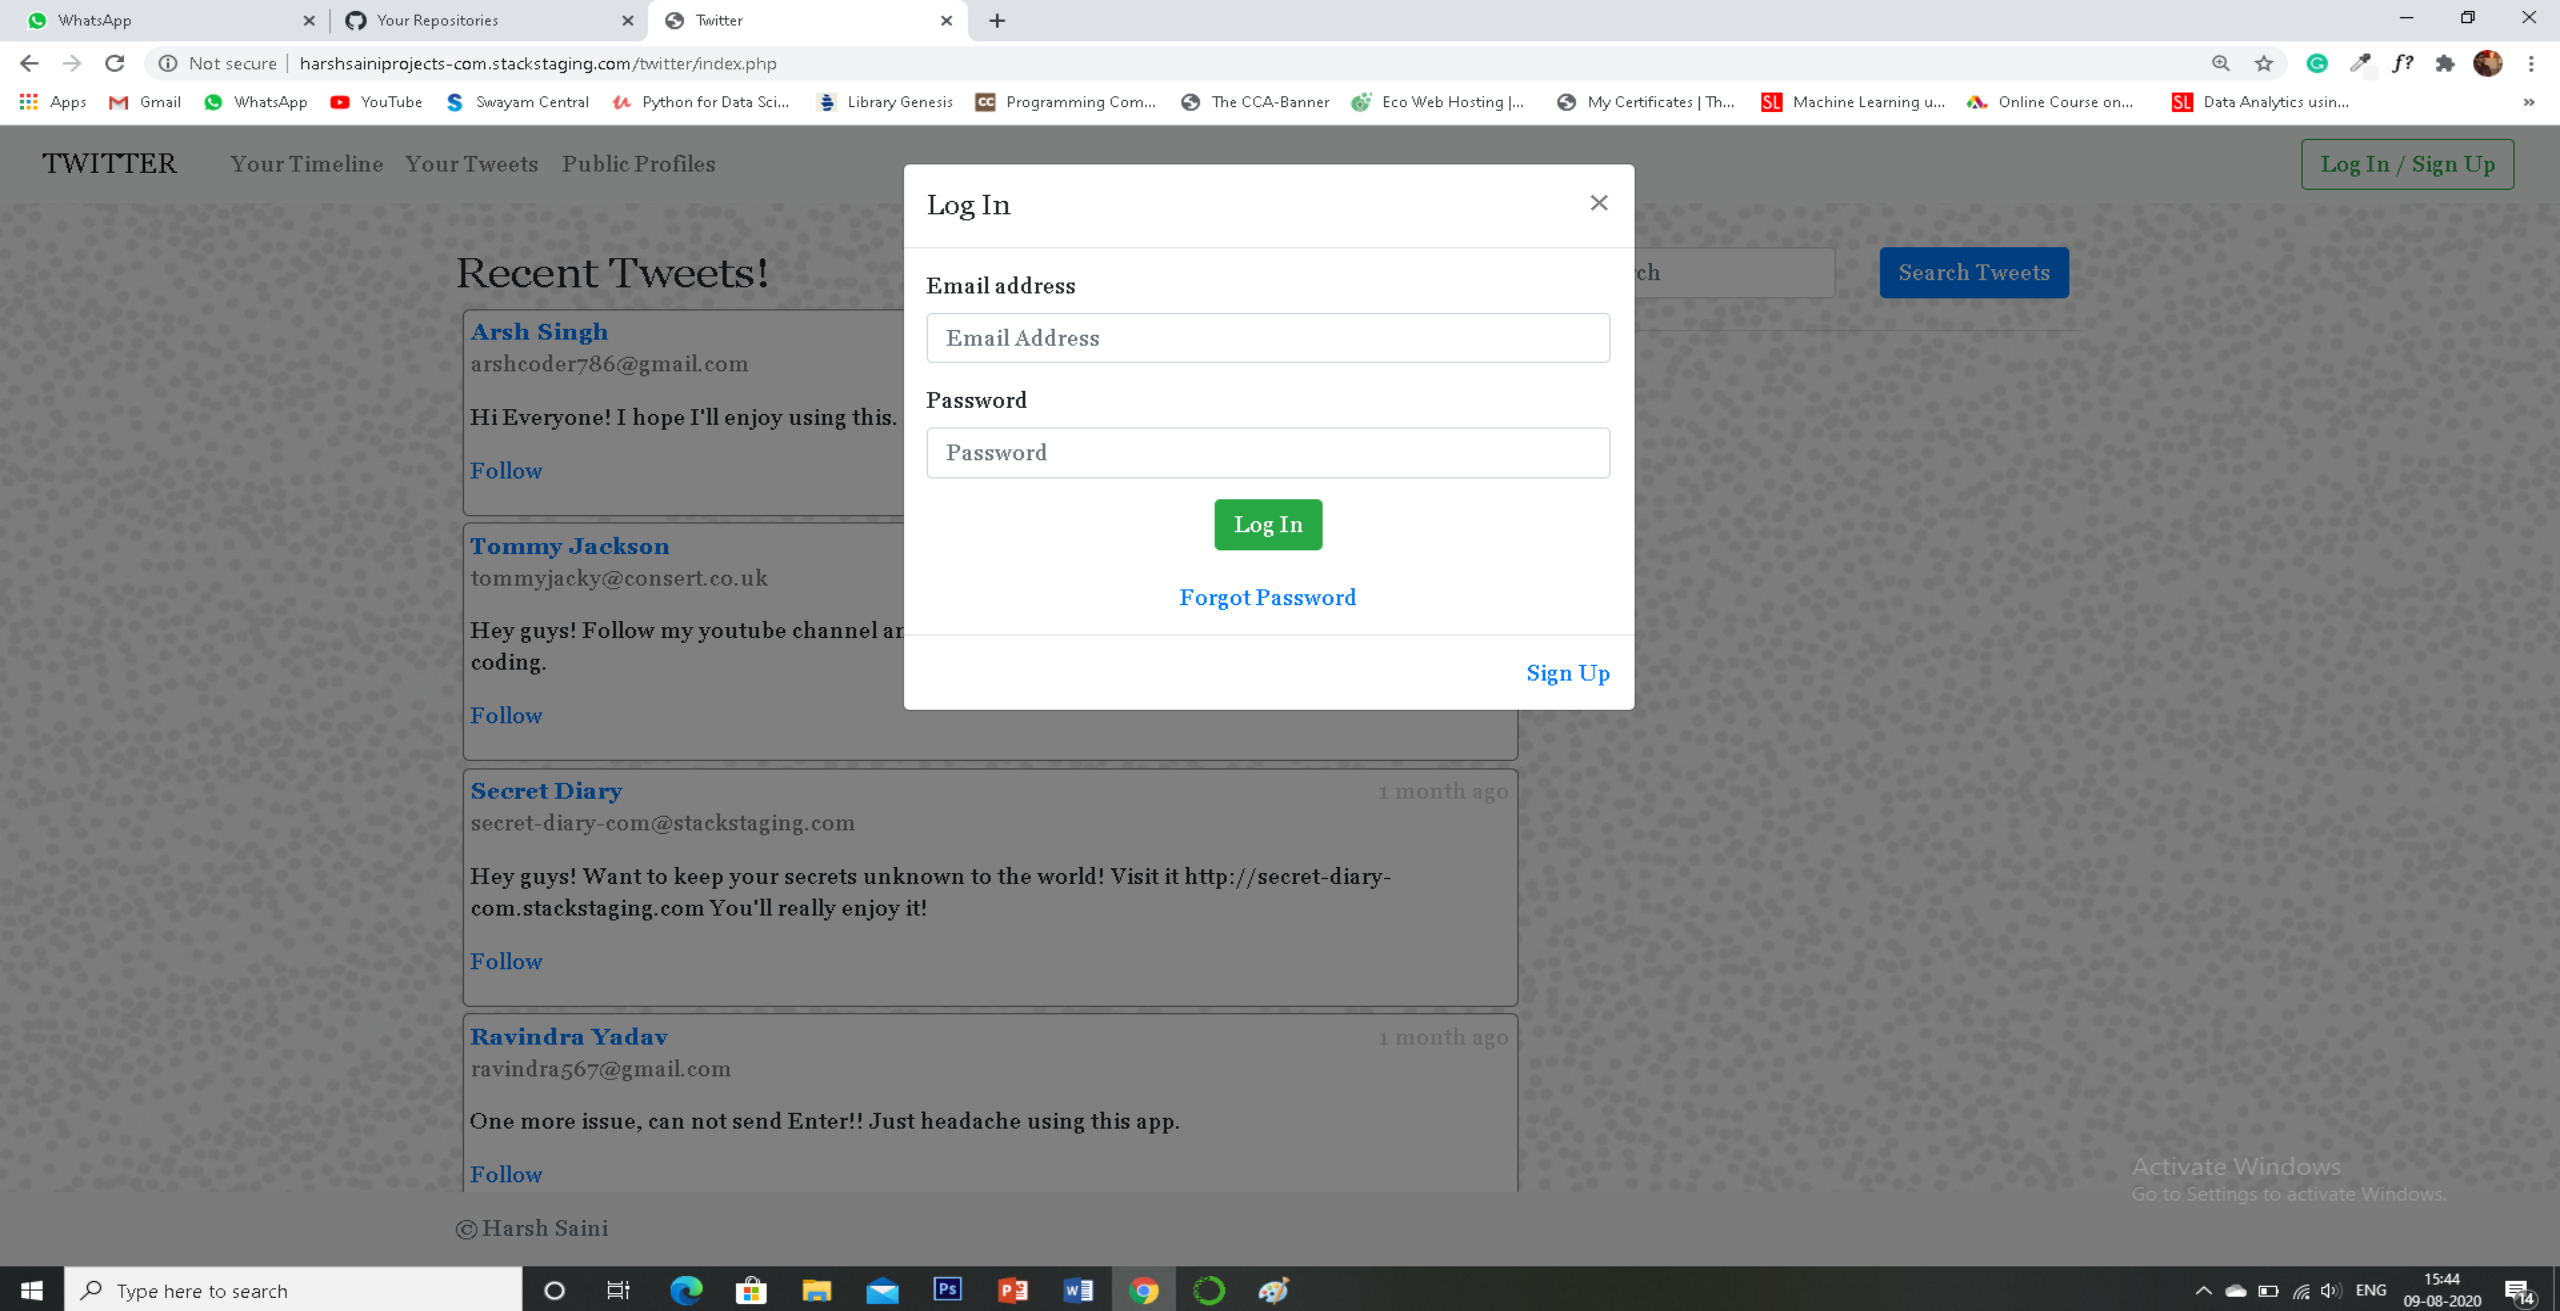 WhatsApp
Your Repositories
Twitter
Not secure harshsainiprojects-com.stackstaging.com/twitter/index.php
f?
Apps Gmail WhatsApp YouTube Swayam Central Python for Data Sci... Library Genesis CC Programming Com... The CCA-Banner Eco Web Hosting |... My Certificates | Th... SL Machine Learning u... Online Course on... SL Data Analytics usin... »
TWITTER Your Timeline Your Tweets Public Profiles Log In / Sign Up
Log In ×
Recent Tweets!
Search Tweets
Email address
Email Address
Password
Password
Log In
Forgot Password
Sign Up
Arsh Singh
arshcoder786@gmail.com
Hi Everyone! I hope I'll enjoy using this.
Follow
Tommy Jackson
tommyjacky@consert.co.uk
Hey guys! Follow my youtube channel
coding.
Follow
Secret Diary 1 month ago
secret-diary-com@stackstaging.com
Hey guys! Want to keep your secrets unknown to the world! Visit it http://secret-diary-
com.stackstaging.com You'll really enjoy it!
Follow
Ravindra Yadav 1 month ago
ravindra567@gmail.com
One more issue, can not send Enter!! Just headache using this app.
Follow
Activate Windows
Go to Settings to activate Windows.
© Harsh Saini
Type here to search
Ps
P
W
ENG
15:44
09-08-2020
14